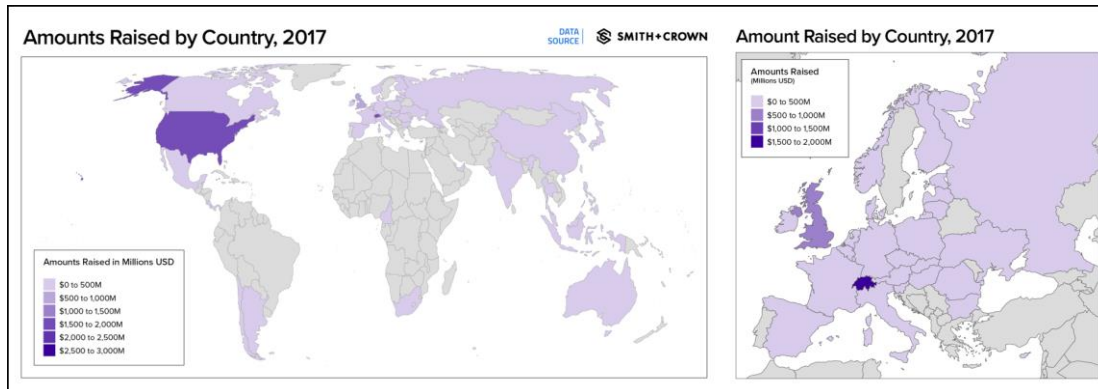 Amounts Raised by Country, 2017
DATA
SOURCE
SMITH+CROWN
Amounts Raised in Millions USD
$0 to 500M
$500 to 1,000M
$1,000 to 1,500M
$1,500 to 2,000M
$2,000 to 2,500M
$2,500 to 3,000M
Amount Raised by Country, 2017
Amounts Raised
(Millions USD)
$0 to 500M
$500 to 1,000M
$1,000 to 1,500M
$1,500 to 2,000M